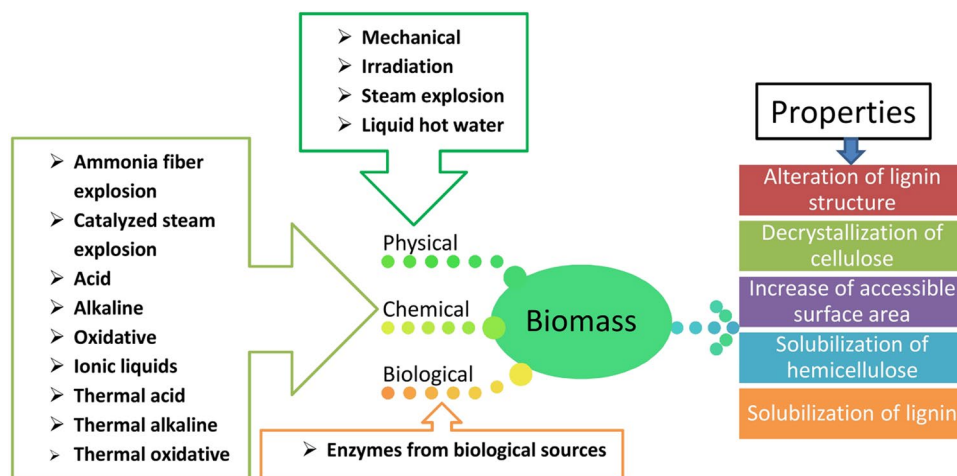 ➢ Mechanical
➢ Irradiation
➢ Steam explosion
➢ Liquid hot water
➢ Ammonia fiber
explosion
➢ Catalyzed steam
explosion
➢ Acid
➢ Alkaline
➢ Oxidative
➢ Ionic liquids
➢ Thermal acid
➢ Thermal alkaline
➢ Thermal oxidative
Physical
Chemical
Biological
➢ Enzymes from biological sources
Biomass
Properties
Alteration of lignin
structure
Decrystallization of
cellulose
Increase of accessible
surface area
Solubilization of
hemicellulose
Solubilization of lignin